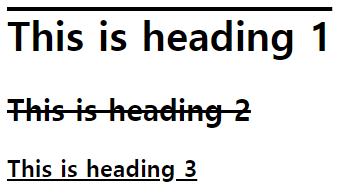 This is heading 1
This is heading 2
This is heading 3